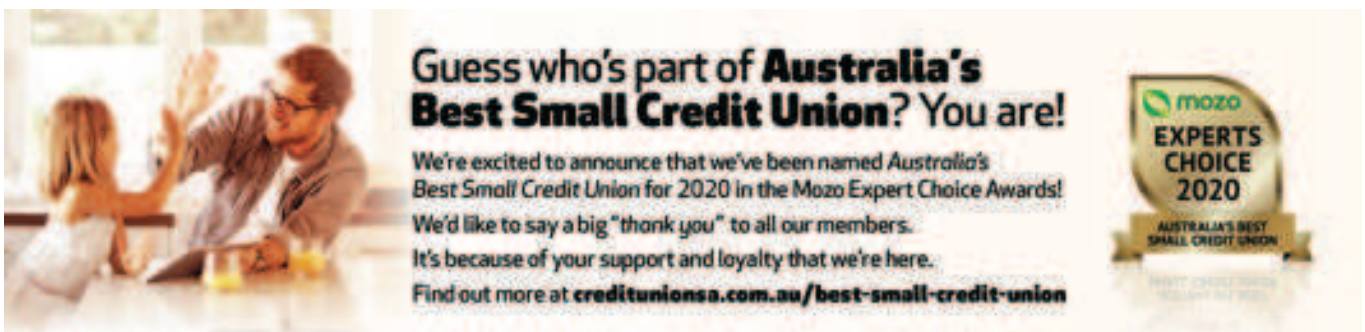 Guess who's part of Australia's
Best Small Credit Union? You are!
We're excited to announce that we've been named Australia's
Best Small Credit Union for 2020 in the Mozo Expert Choice Awards!
We'd like to say a big "thank you" to all our members.
It's because of your support and loyalty that we're here.
Find out more at creditunionsa.com.au/best-small-credit-union
mozo
EXPERTS
CHOICE
2020
AUSTRALIA'S BEST
SMALL CREDIT UNION